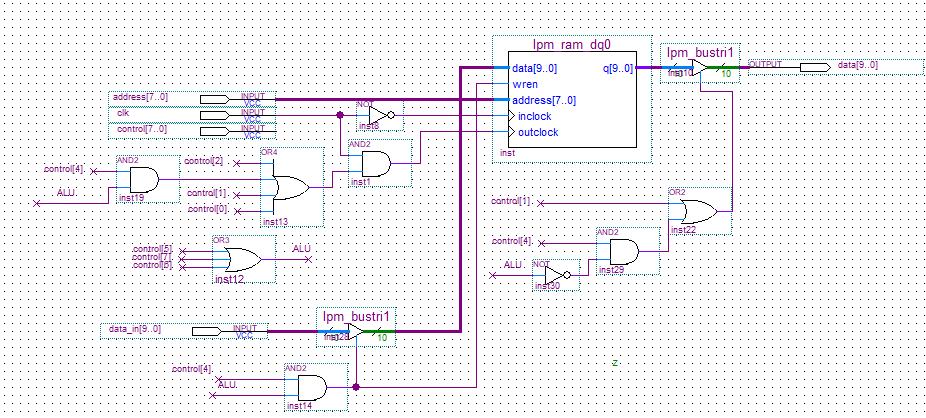 lpm_ram_dq0
lpm_bustri1
data[9..0]
q[9..0]
10
OUTPUT
data[9..0]
wren
address[7..0]
INPUT
VCC
address[7..0]
clk
INPUT
VCC
NOT
inst8
inclock
control[7..0]
INPUT
VCC
outclock
inst
AND2
inst1
OR4
control[2]
control[1]
control[0]
inst13
AND2
control[4]
ALU
inst19
OR2
control[1]
inst22
AND2
control[4]
inst29
ALU
NOT
inst30
OR3
control[5]
control[7]
control[6]
ALU
inst12
lpm_bustri1
data_in[9..0]
INPUT
VCC
10
z
AND2
control[4]
ALU
inst14